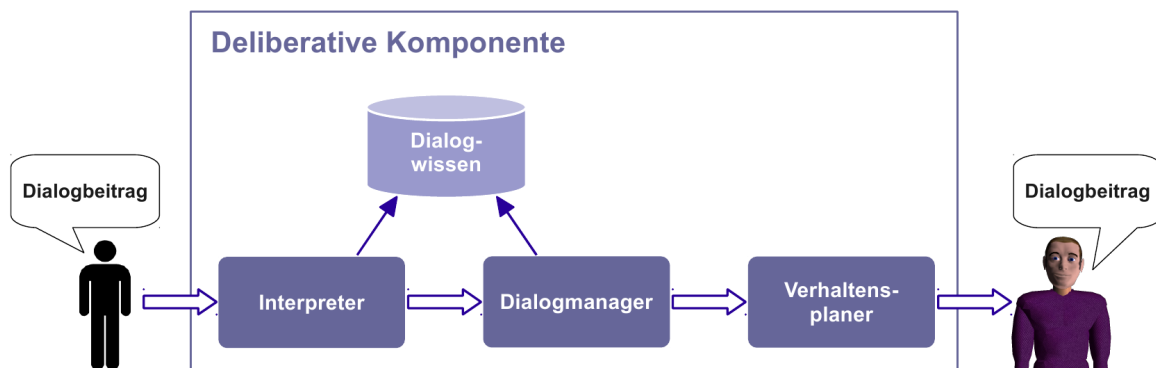 Deliberative Komponente
Dialog-
wissen
Dialogbeitrag
Dialogbeitrag
Interpreter
Dialogmanager
Verhaltens-
planer